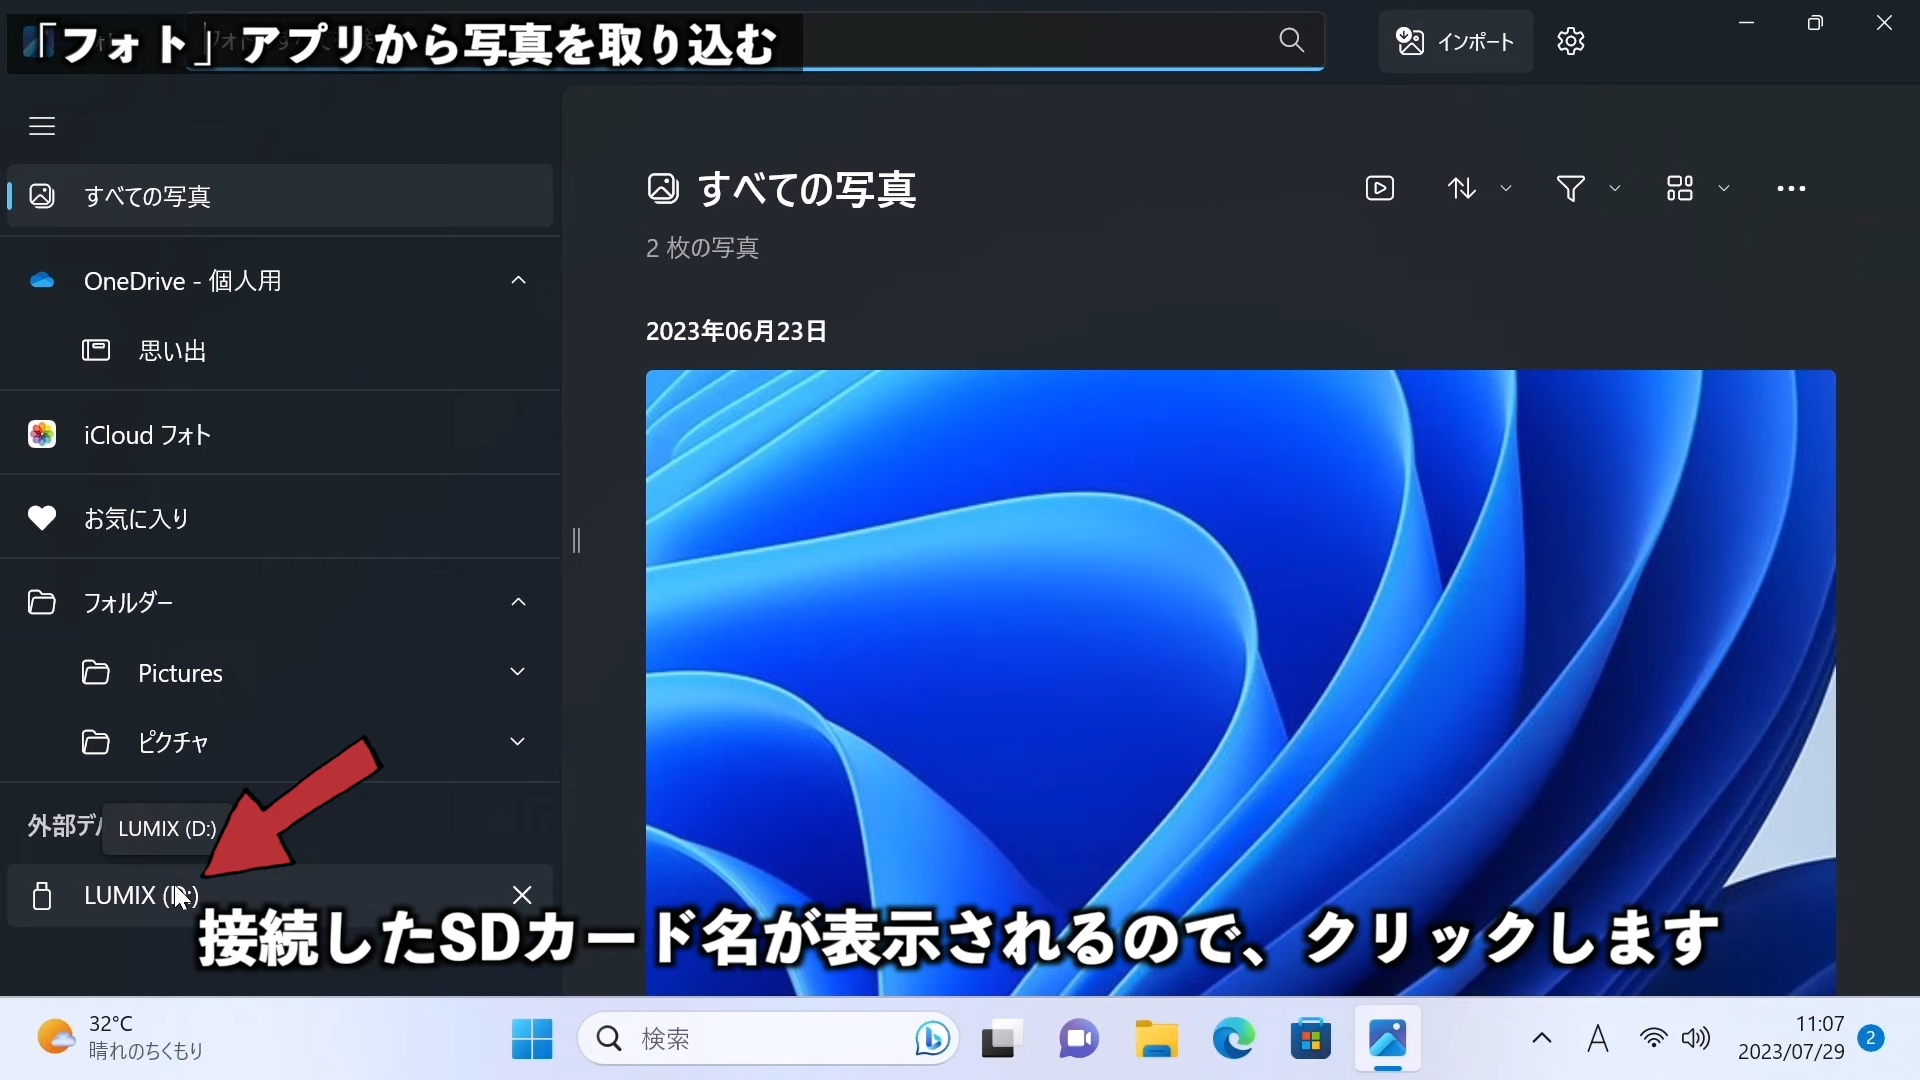 「フォト」アプリから写真を取り込む
インポート
すべての写真
OneDrive - 個人用
思い出
iCloud フォト
お気に入り
フォルダー
Pictures
ピクチャ
外部デ
LUMIX (D:)
LUMIX (D:)
すべての写真
2 枚の写真
2023年06月23日
接続したSDカード名が表示されるので、クリックします
32°C
晴れのちくもり
検索
A
11:07
2023/07/29
2